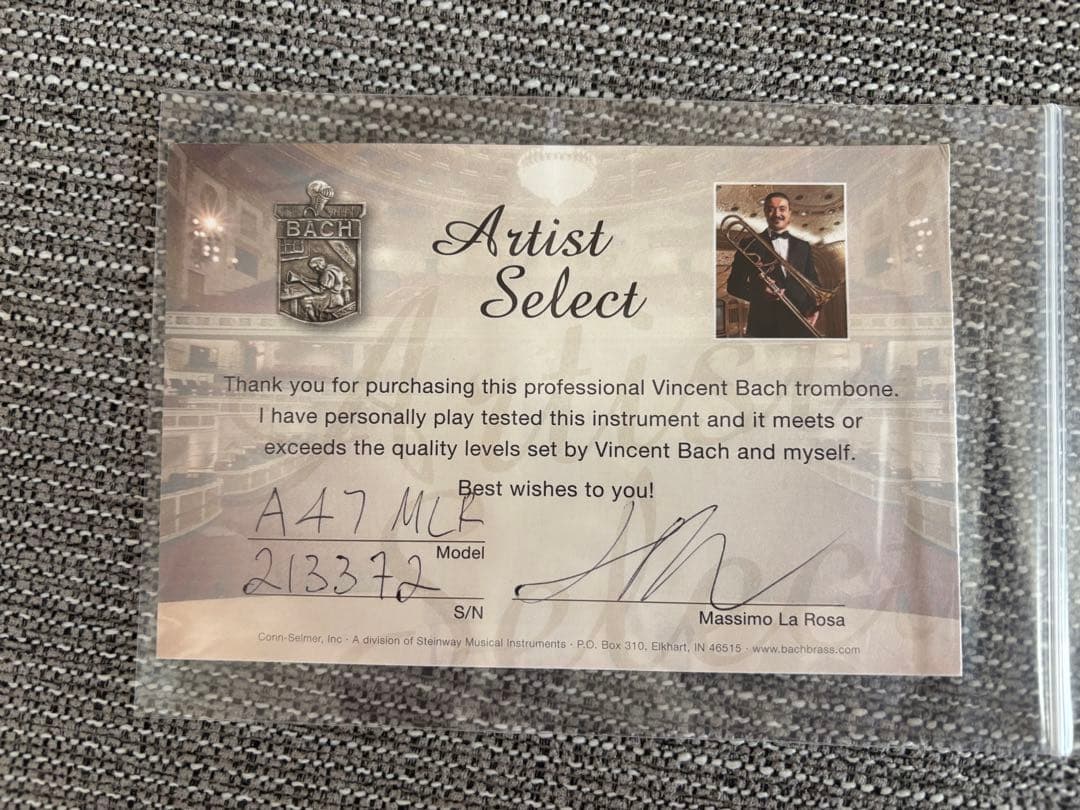 BACH
Artist
Select
Thank you for purchasing this professional Vincent Bach trombone.
I have personally play tested this instrument and it meets or
exceeds the quality levels set by Vincent Bach and myself.
Best wishes to you!
A47 MLR
Model
213372
S/N
Massimo La Rosa
Conn-Selmer, Inc · A division of Steinway Musical Instruments · P.O. Box 310, Elkhart, IN 46515 · www.bachbrass.com